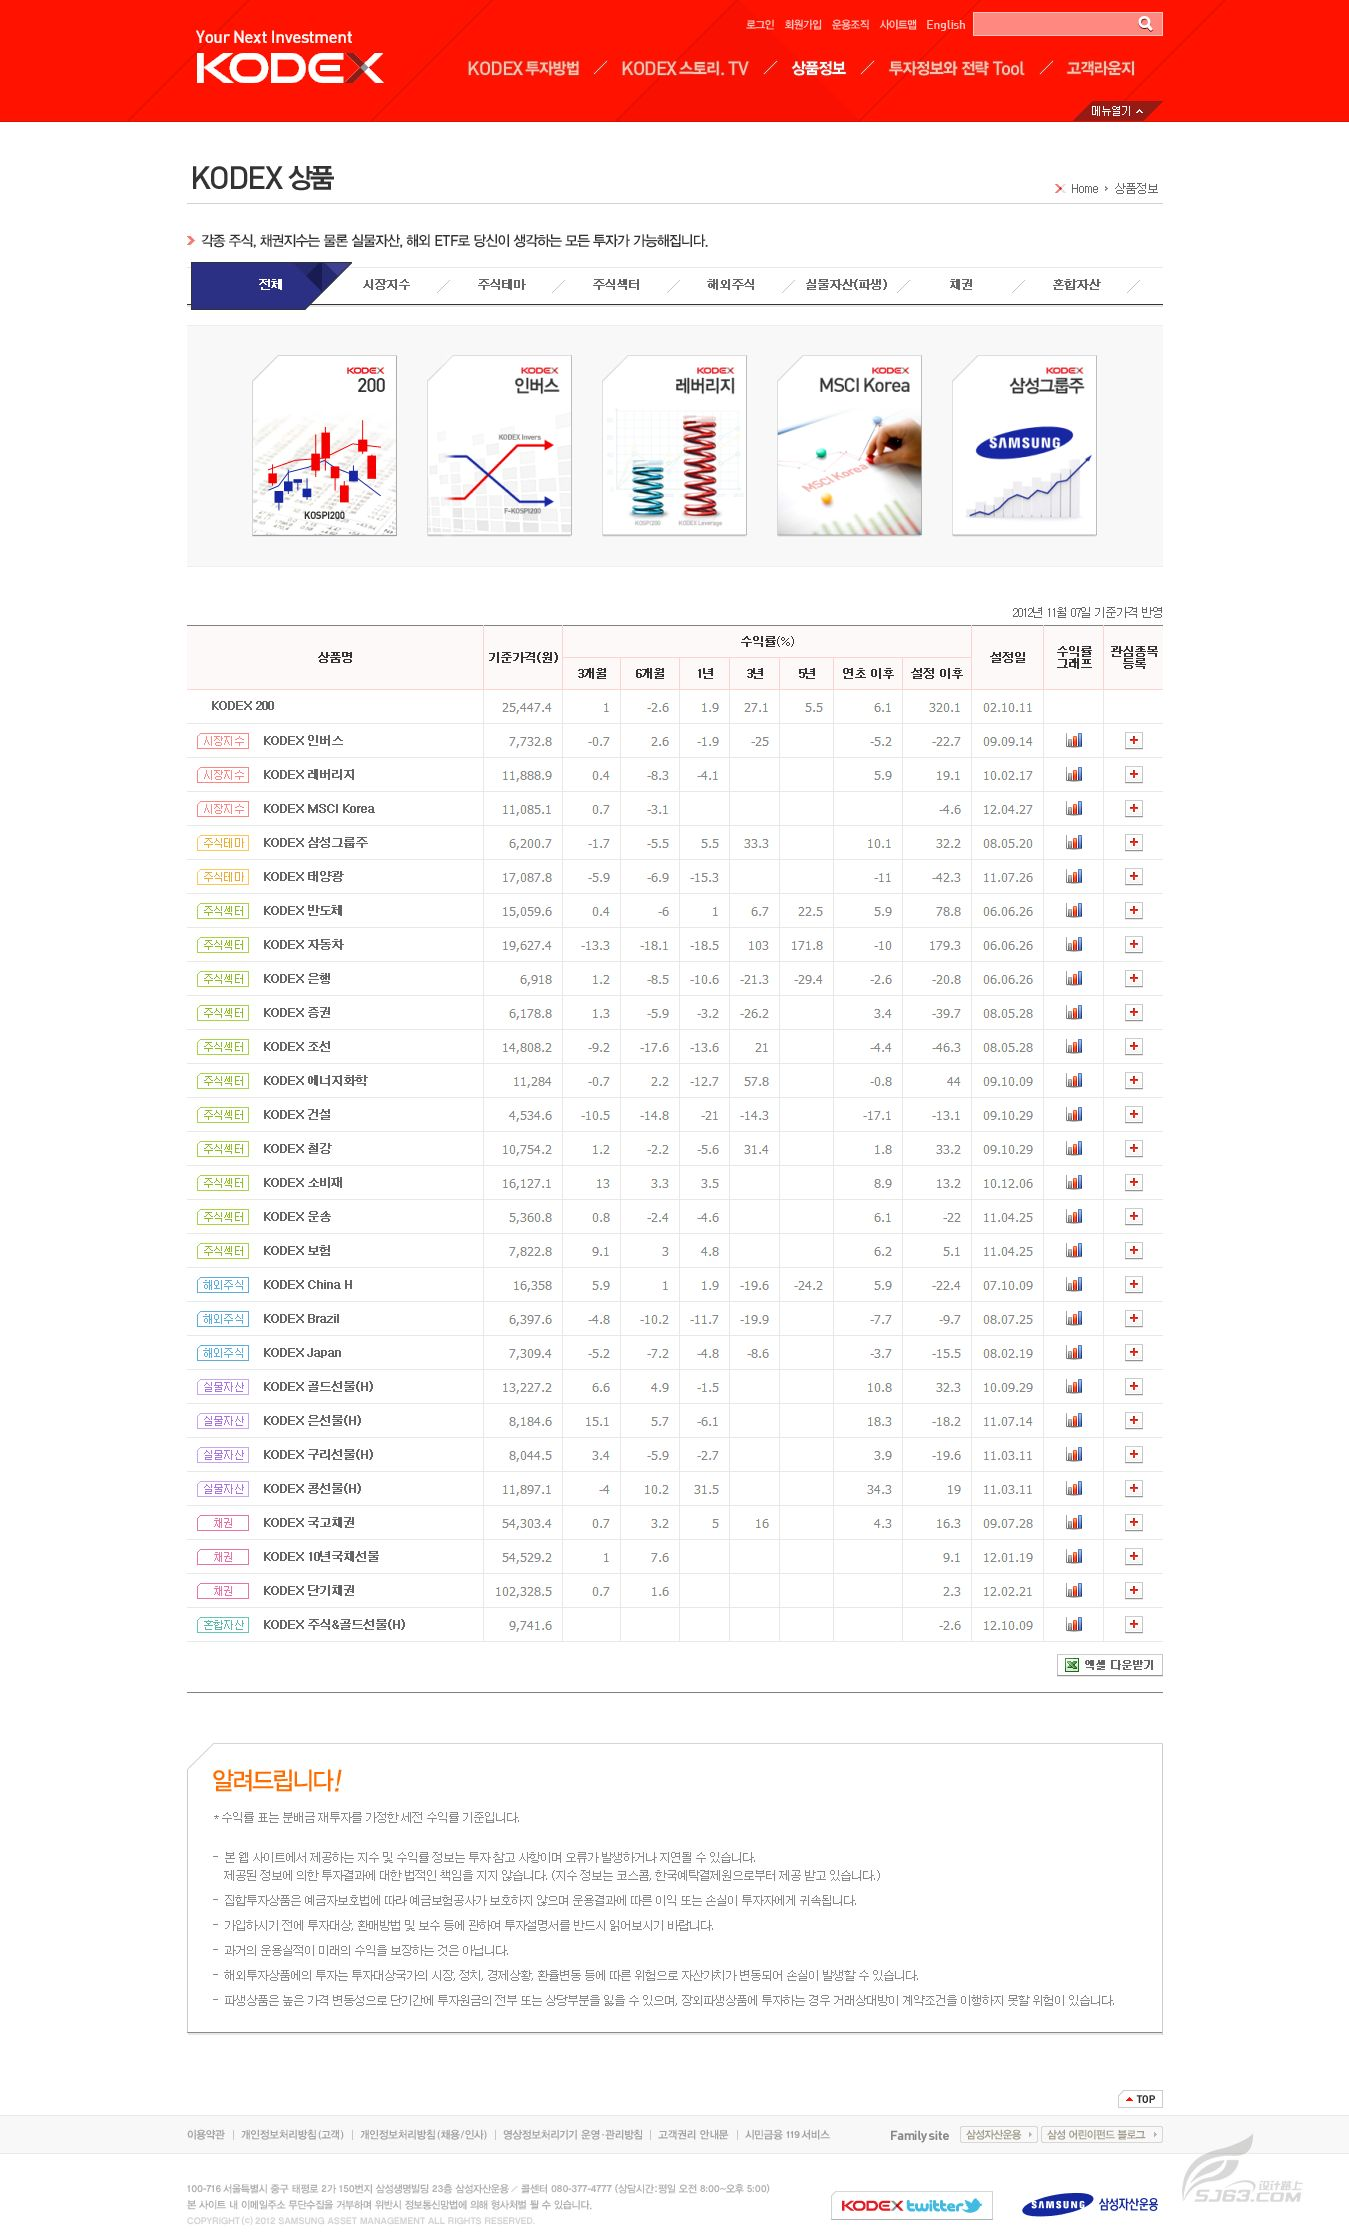 로그인 회원가입 운용조직 사이트맵 English
Your Next Investment
KODEX
KODEX 투자방법 KODEX 스토리. TV 상품정보 투자정보와 전략 Tool 고객라운지
메뉴열기
KODEX 상품
Home 상품정보
각종 주식, 채권지수는 물론 실물자산, 해외 ETF로 당신이 생각하는 모든 투자가 가능해집니다.
전체 시장지수 주식테마 주식섹터 해외주식 실물자산(파생) 채권 혼합자산
KODEX KODEX KODEX KODEX KODEX
200 인버스 레버리지 MSCI Korea 삼성그룹주
KODEX Invers
SAMSUNG
MSCI Korea
KOSPI200 F-KOSPI200 KOSPI200 KODEX Leverage
2012년 11월 07일 기준가격 반영
상품명 기준가격(원) 수익률(%) 설정일 수익률 그래프 관심종목 등록
3개월 6개월 1년 3년 5년 연초 이후 설정 이후
KODEX 200 25,447.4 1 -2.6 1.9 27.1 5.5 6.1 320.1 02.10.11
시장지수 KODEX 인버스 7,732.8 -0.7 2.6 -1.9 -25 -5.2 -22.7 09.09.14
시장지수 KODEX 레버리지 11,888.9 0.4 -8.3 -4.1 5.9 19.1 10.02.17
시장지수 KODEX MSCI Korea 11,085.1 0.7 -3.1 -4.6 12.04.27
주식테마 KODEX 삼성그룹주 6,200.7 -1.7 -5.5 5.5 33.3 10.1 32.2 08.05.20
주식테마 KODEX 태양광 17,087.8 -5.9 -6.9 -15.3 -11 -42.3 11.07.26
주식섹터 KODEX 반도체 15,059.6 0.4 -6 1 6.7 22.5 5.9 78.8 06.06.26
주식섹터 KODEX 자동차 19,627.4 -13.3 -18.1 -18.5 103 171.8 -10 179.3 06.06.26
주식섹터 KODEX 은행 6,918 1.2 -8.5 -10.6 -21.3 -29.4 -2.6 -20.8 06.06.26
주식섹터 KODEX 증권 6,178.8 1.3 -5.9 -3.2 -26.2 3.4 -39.7 08.05.28
주식섹터 KODEX 조선 14,808.2 -9.2 -17.6 -13.6 21 -4.4 -46.3 08.05.28
주식섹터 KODEX 에너지화학 11,284 -0.7 2.2 -12.7 57.8 -0.8 44 09.10.09
주식섹터 KODEX 건설 4,534.6 -10.5 -14.8 -21 -14.3 -17.1 -13.1 09.10.29
주식섹터 KODEX 철강 10,754.2 1.2 -2.2 -5.6 31.4 1.8 33.2 09.10.29
주식섹터 KODEX 소비재 16,127.1 13 3.3 3.5 8.9 13.2 10.12.06
주식섹터 KODEX 운송 5,360.8 0.8 -2.4 -4.6 6.1 -22 11.04.25
주식섹터 KODEX 보험 7,822.8 9.1 3 4.8 6.2 5.1 11.04.25
해외주식 KODEX China H 16,358 5.9 1 1.9 -19.6 -24.2 5.9 -22.4 07.10.09
해외주식 KODEX Brazil 6,397.6 -4.8 -10.2 -11.7 -19.9 -7.7 -9.7 08.07.25
해외주식 KODEX Japan 7,309.4 -5.2 -7.2 -4.8 -8.6 -3.7 -15.5 08.02.19
실물자산 KODEX 골드선물(H) 13,227.2 6.6 4.9 -1.5 10.8 32.3 10.09.29
실물자산 KODEX 은선물(H) 8,184.6 15.1 5.7 -6.1 18.3 -18.2 11.07.14
실물자산 KODEX 구리선물(H) 8,044.5 3.4 -5.9 -2.7 3.9 -19.6 11.03.11
실물자산 KODEX 콩선물(H) 11,897.1 -4 10.2 31.5 34.3 19 11.03.11
채권 KODEX 국고채권 54,303.4 0.7 3.2 5 16 4.3 16.3 09.07.28
채권 KODEX 10년국채선물 54,529.2 1 7.6 9.1 12.01.19
채권 KODEX 단기채권 102,328.5 0.7 1.6 2.3 12.02.21
혼합자산 KODEX 주식&골드선물(H) 9,741.6 -2.6 12.10.09
엑셀 다운받기
알려드립니다!
* 수익률 표는 분배금 재투자를 가정한 세전 수익률 기준입니다.
- 본 웹 사이트에서 제공하는 지수 및 수익률 정보는 투자 참고 사항이며 오류가 발생하거나 지연될 수 있습니다.
제공된 정보에 의한 투자결과에 대한 법적인 책임을 지지 않습니다. (지수 정보는 코스콤, 한국예탁결제원으로부터 제공 받고 있습니다.)
- 집합투자상품은 예금자보호법에 따라 예금보험공사가 보호하지 않으며 운용결과에 따른 이익 또는 손실이 투자자에게 귀속됩니다.
- 가입하시기 전에 투자대상, 환매방법 및 보수 등에 관하여 투자설명서를 반드시 읽어보시기 바랍니다.
- 과거의 운용실적이 미래의 수익을 보장하는 것은 아닙니다.
- 해외투자상품에의 투자는 투자대상국가의 시장, 정치, 경제상황, 환율변동 등에 따른 위험으로 자산가치가 변동되어 손실이 발생할 수 있습니다.
- 파생상품은 높은 가격 변동성으로 단기간에 투자원금의 전부 또는 상당부분을 잃을 수 있으며, 장외파생상품에 투자하는 경우 거래상대방이 계약조건을 이행하지 못할 위험이 있습니다.
TOP
이용약관 개인정보처리방침(고객) 개인정보처리방침(채용/인사) 영상정보처리기기 운영·관리방침 고객권리 안내문 시민금융 119 서비스 Family site 삼성자산운용 삼성 어린이펀드 블로그
100-716 서울특별시 중구 태평로 2가 150번지 삼성생명빌딩 23층 삼성자산운용 / 콜센터 080-377-4777 (상담시간:평일 오전 8:00~오후 5:00)
본 사이트 내 이메일주소 무단수집을 거부하며 위반시 정보통신망법에 의해 형사처벌 될 수 있습니다.
COPYRIGHT (c) 2012 SAMSUNG ASSET MANAGEMENT ALL RIGHTS RESERVED.
KODEX twitter SAMSUNG 삼성자산운용
设计路上
SJ63.COM